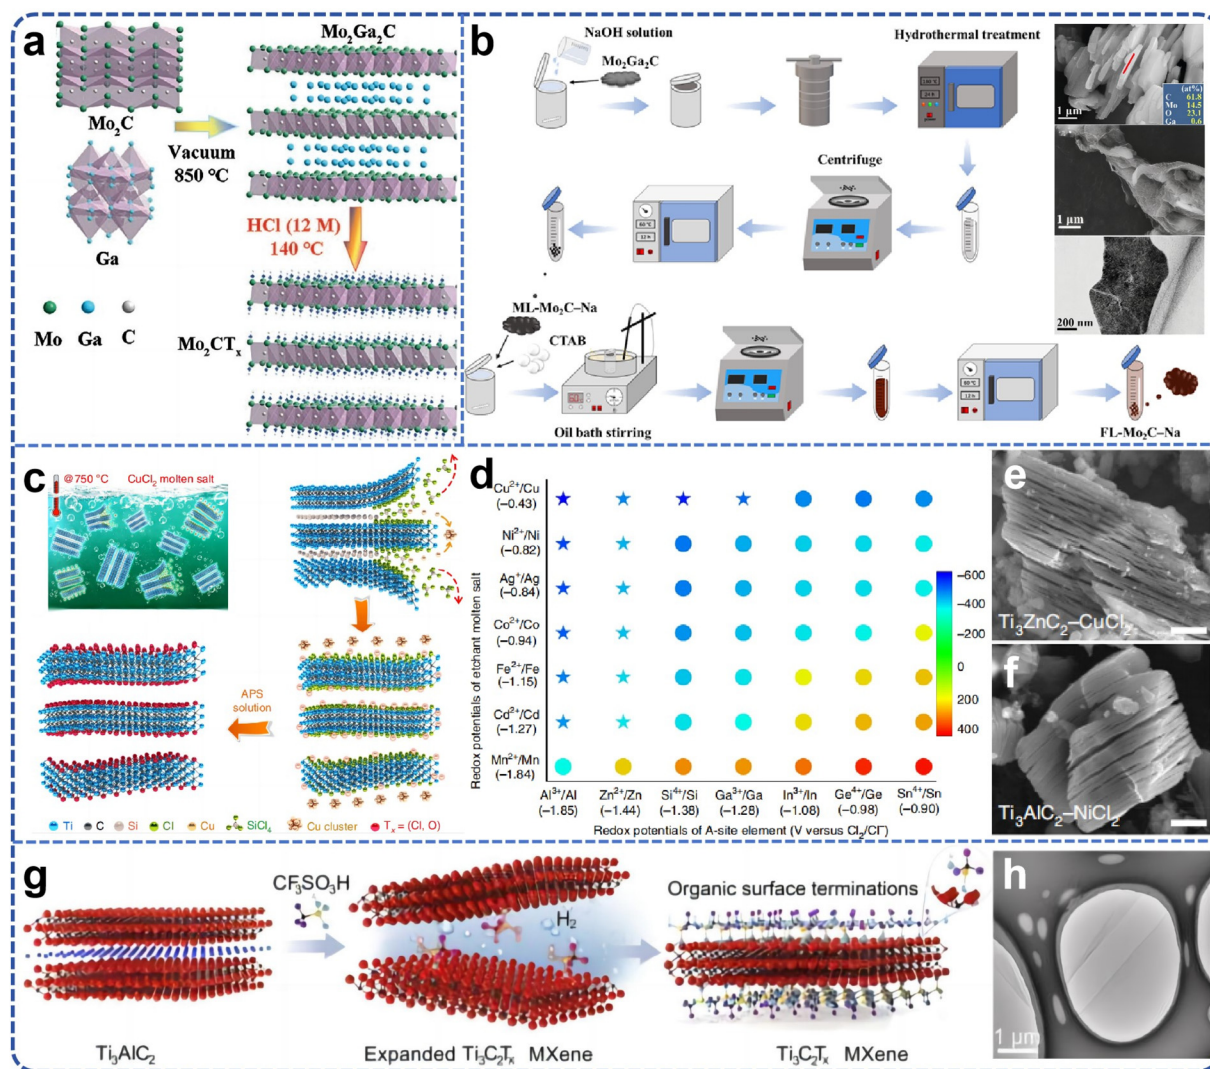 a
Mo₂C
Vacuum
850 °C
Ga
Mo₂Ga₂C
HCl (12 M)
140 °C
Mo
Ga
C
Mo₂CTₓ
b
NaOH solution
Mo₂Ga₂C
Hydrothermal treatment
Centrifuge
ML-Mo₂C–Na
CTAB
Oil bath stirring
FL-Mo₂C–Na
(at%)
C 61.8
Mo 14.5
O 23.1
Ga 0.6
1 μm
1 μm
200 nm
c
@750 °C
CuCl₂ molten salt
APS
solution
Ti
C
Si
Cl
Cu
SiCl₄
Cu cluster
Tₓ = (Cl, O)
d
Redox potentials of etchant molten salt
Cu²⁺/Cu
(−0.43)
Ni²⁺/Ni
(−0.82)
Ag⁺/Ag
(−0.84)
Co²⁺/Co
(−0.94)
Fe²⁺/Fe
(−1.15)
Cd²⁺/Cd
(−1.27)
Mn²⁺/Mn
(−1.84)
Al³⁺/Al
(−1.85)
Zn²⁺/Zn
(−1.44)
Si⁴⁺/Si
(−1.38)
Ga³⁺/Ga
(−1.28)
In³⁺/In
(−1.08)
Ge⁴⁺/Ge
(−0.98)
Sn⁴⁺/Sn
(−0.90)
Redox potentials of A-site element (V versus Cl₂/Cl⁻)
−600
−400
−200
0
200
400
e
Ti₃ZnC₂–CuCl₂
f
Ti₃AlC₂–NiCl₂
g
CF₃SO₃H
H₂
Organic surface terminations
Ti₃AlC₂
Expanded Ti₃C₂Tₓ MXene
Ti₃C₂Tₓ MXene
h
1 μm